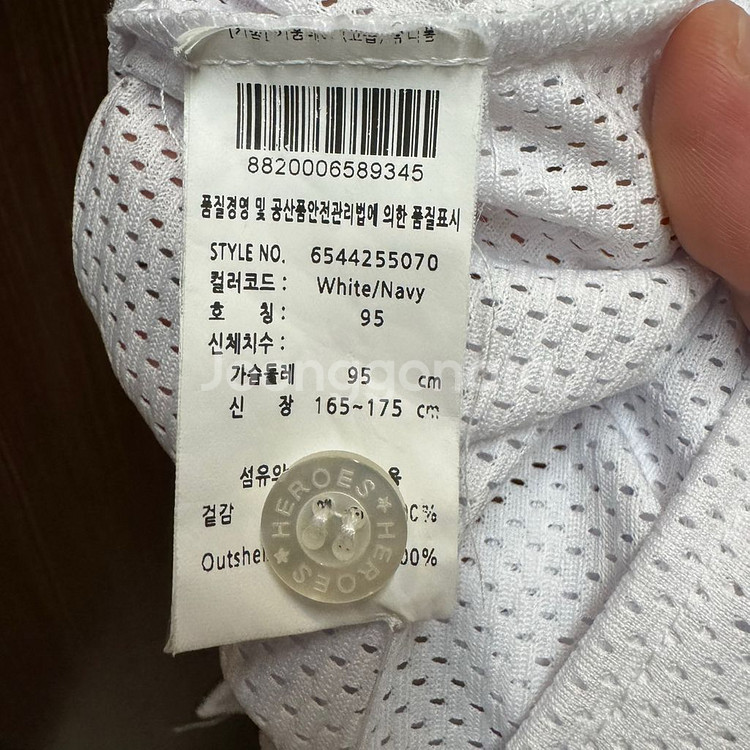 8820006589345
품질경영 및 공산품안전관리법에 의한 품질표시
STYLE NO. 6544255070
컬러코드 : White/Navy
호 칭 : 95
신체치수 :
가슴둘레 95 cm
신 장 165~175 cm
겉감
HEROES ★ HEROES ★
Joonggonara